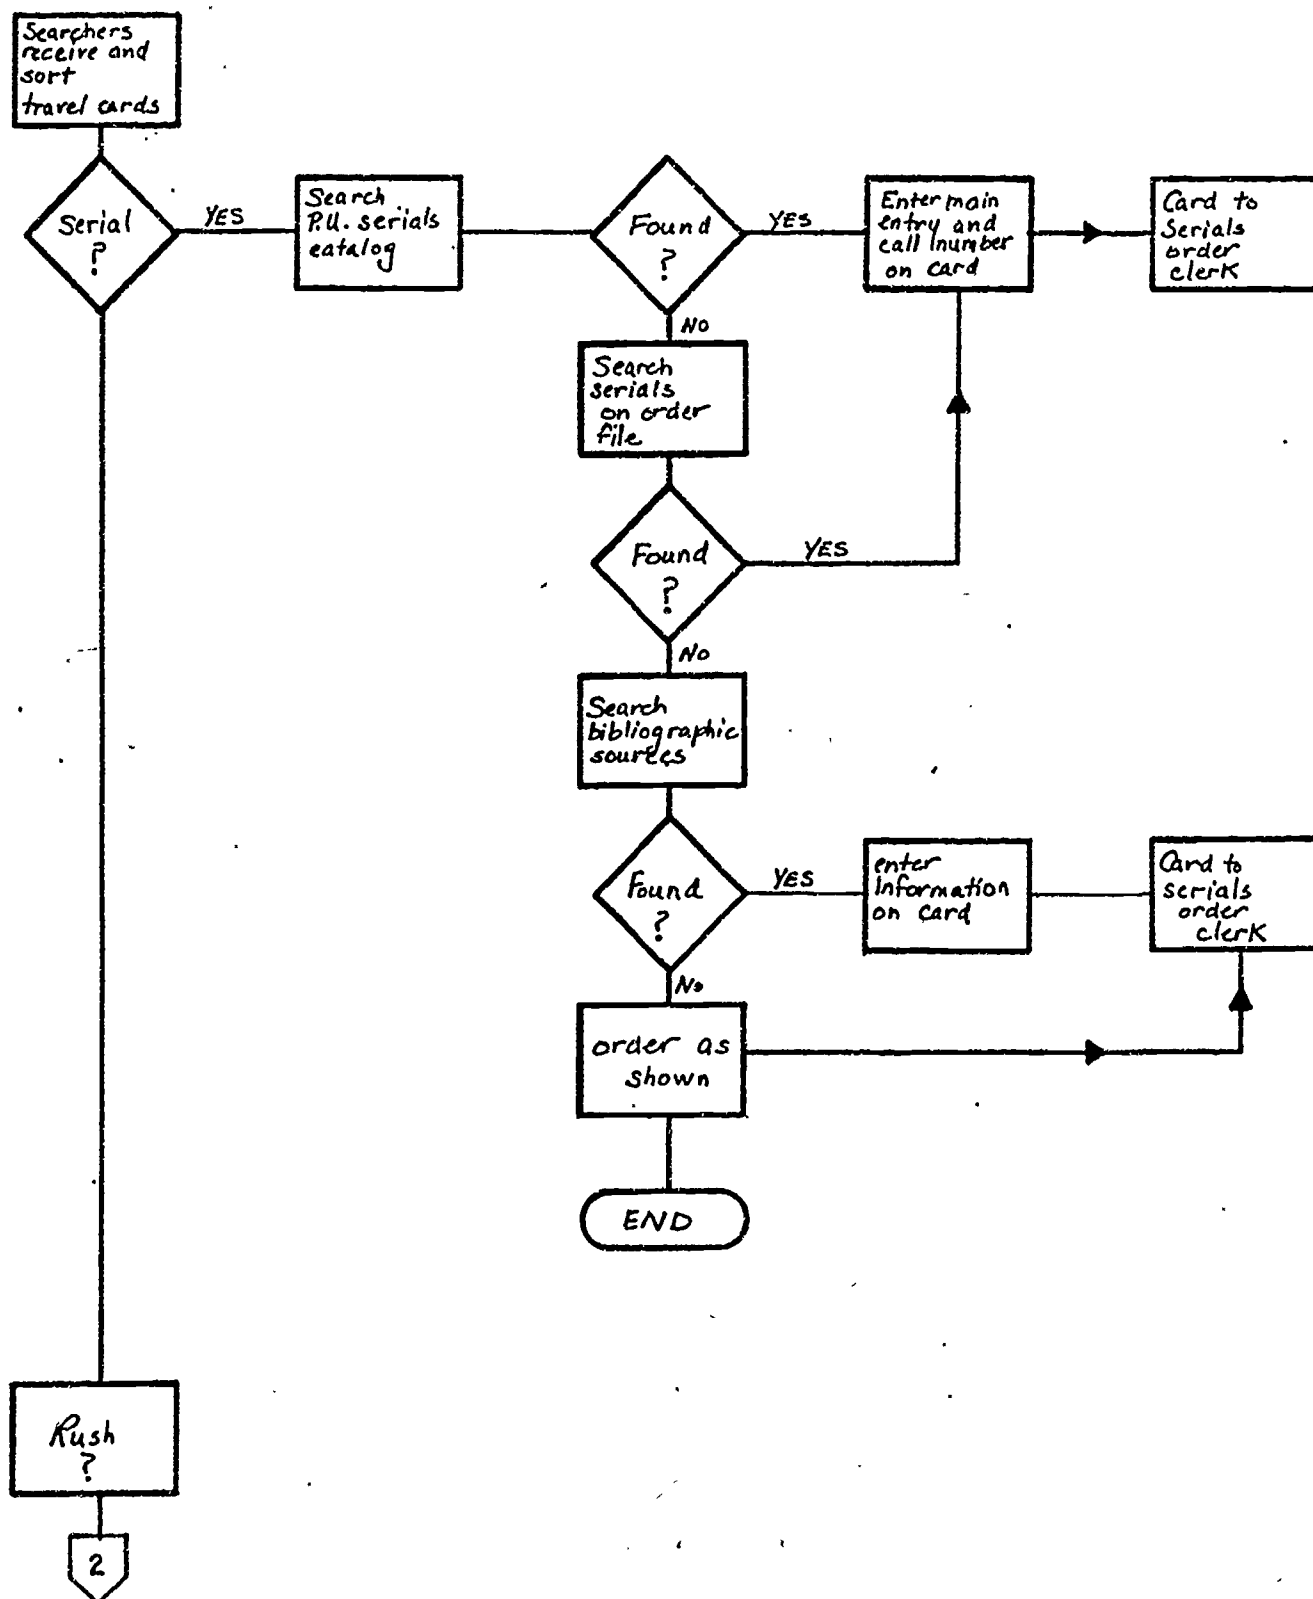 Searchers
receive and
sort
travel cards
Serial
?
YES
Search
P.U. serials
catalog
Found
?
YES
Enter main
entry and
call number
on card
Card to
Serials
order
clerk
No
Search
serials
on order
file
Found
?
YES
No
Search
bibliographic
sources
Found
?
YES
enter
information
on card
Card to
serials
order
clerk
No
order as
shown
END
Rush
?
2